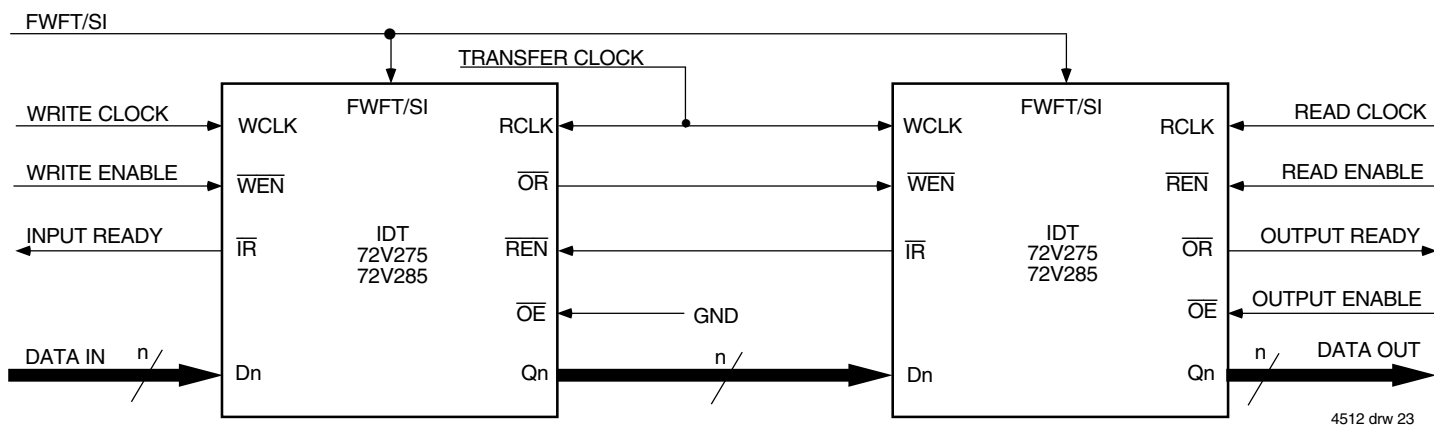 FWFT/SI
TRANSFER CLOCK
FWFT/SI
FWFT/SI
WRITE CLOCK
WCLK
RCLK
WCLK
RCLK
READ CLOCK
WRITE ENABLE
WEN
OR
WEN
REN
READ ENABLE
INPUT READY
IR
IDT
72V275
72V285
REN
IR
IDT
72V275
72V285
OR
OUTPUT READY
OE
GND
OE
OUTPUT ENABLE
DATA IN
n
Dn
Qn
n
Dn
Qn
n
DATA OUT
4512 drw 23